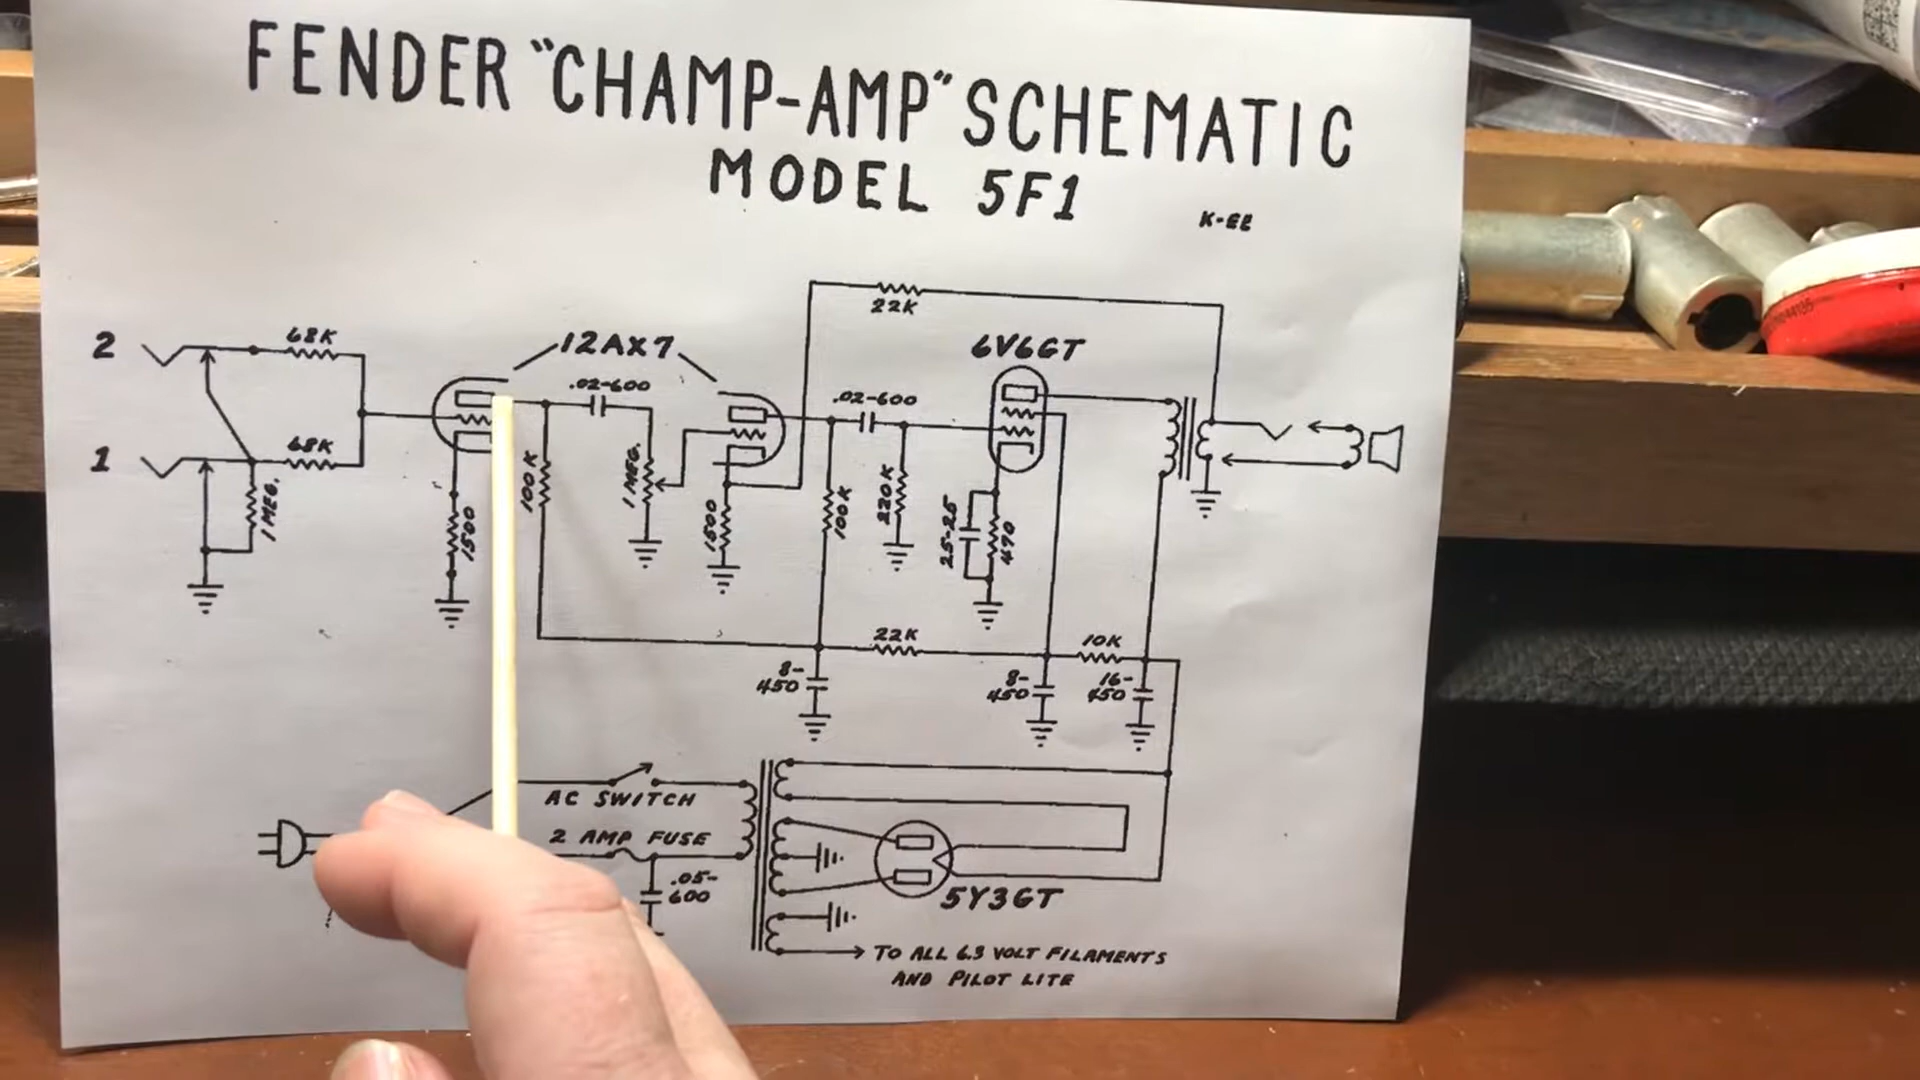 FENDER "CHAMP-AMP" SCHEMATIC
MODEL 5F1
K-EE
22K
2
68K
12AX7
6V6GT
.02-600
.02-600
1
68K
1 MEG.
1500
100K
1 MEG.
1500
100K
220K
25-25
470
22K
10K
8-
450
8-
450
16-
450
AC SWITCH
2 AMP FUSE
.05-
600
5Y3GT
TO ALL 6.3 VOLT FILAMENTS
AND PILOT LITE